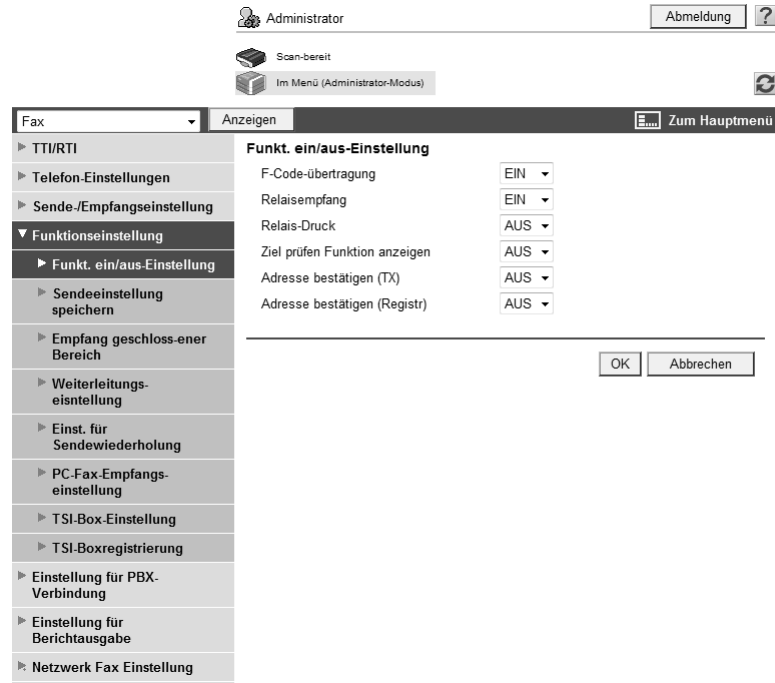 Administrator
Abmeldung
?
Scan-bereit
Im Menü (Administrator-Modus)
Fax
Anzeigen
Zum Hauptmenü
TTI/RTI
Telefon-Einstellungen
Sende-/Empfangseinstellung
Funktionseinstellung
Funkt. ein/aus-Einstellung
Sendeeinstellung
speichern
Empfang geschloss-ener
Bereich
Weiterleitungs-
eisntellung
Einst. für
Sendewiederholung
PC-Fax-Empfangs-
einstellung
TSI-Box-Einstellung
TSI-Boxregistrierung
Einstellung für PBX-
Verbindung
Einstellung für
Berichtausgabe
Netzwerk Fax Einstellung
Funkt. ein/aus-Einstellung
F-Code-übertragung EIN
Relaisempfang EIN
Relais-Druck AUS
Ziel prüfen Funktion anzeigen AUS
Adresse bestätigen (TX) AUS
Adresse bestätigen (Registr) AUS
OK Abbrechen